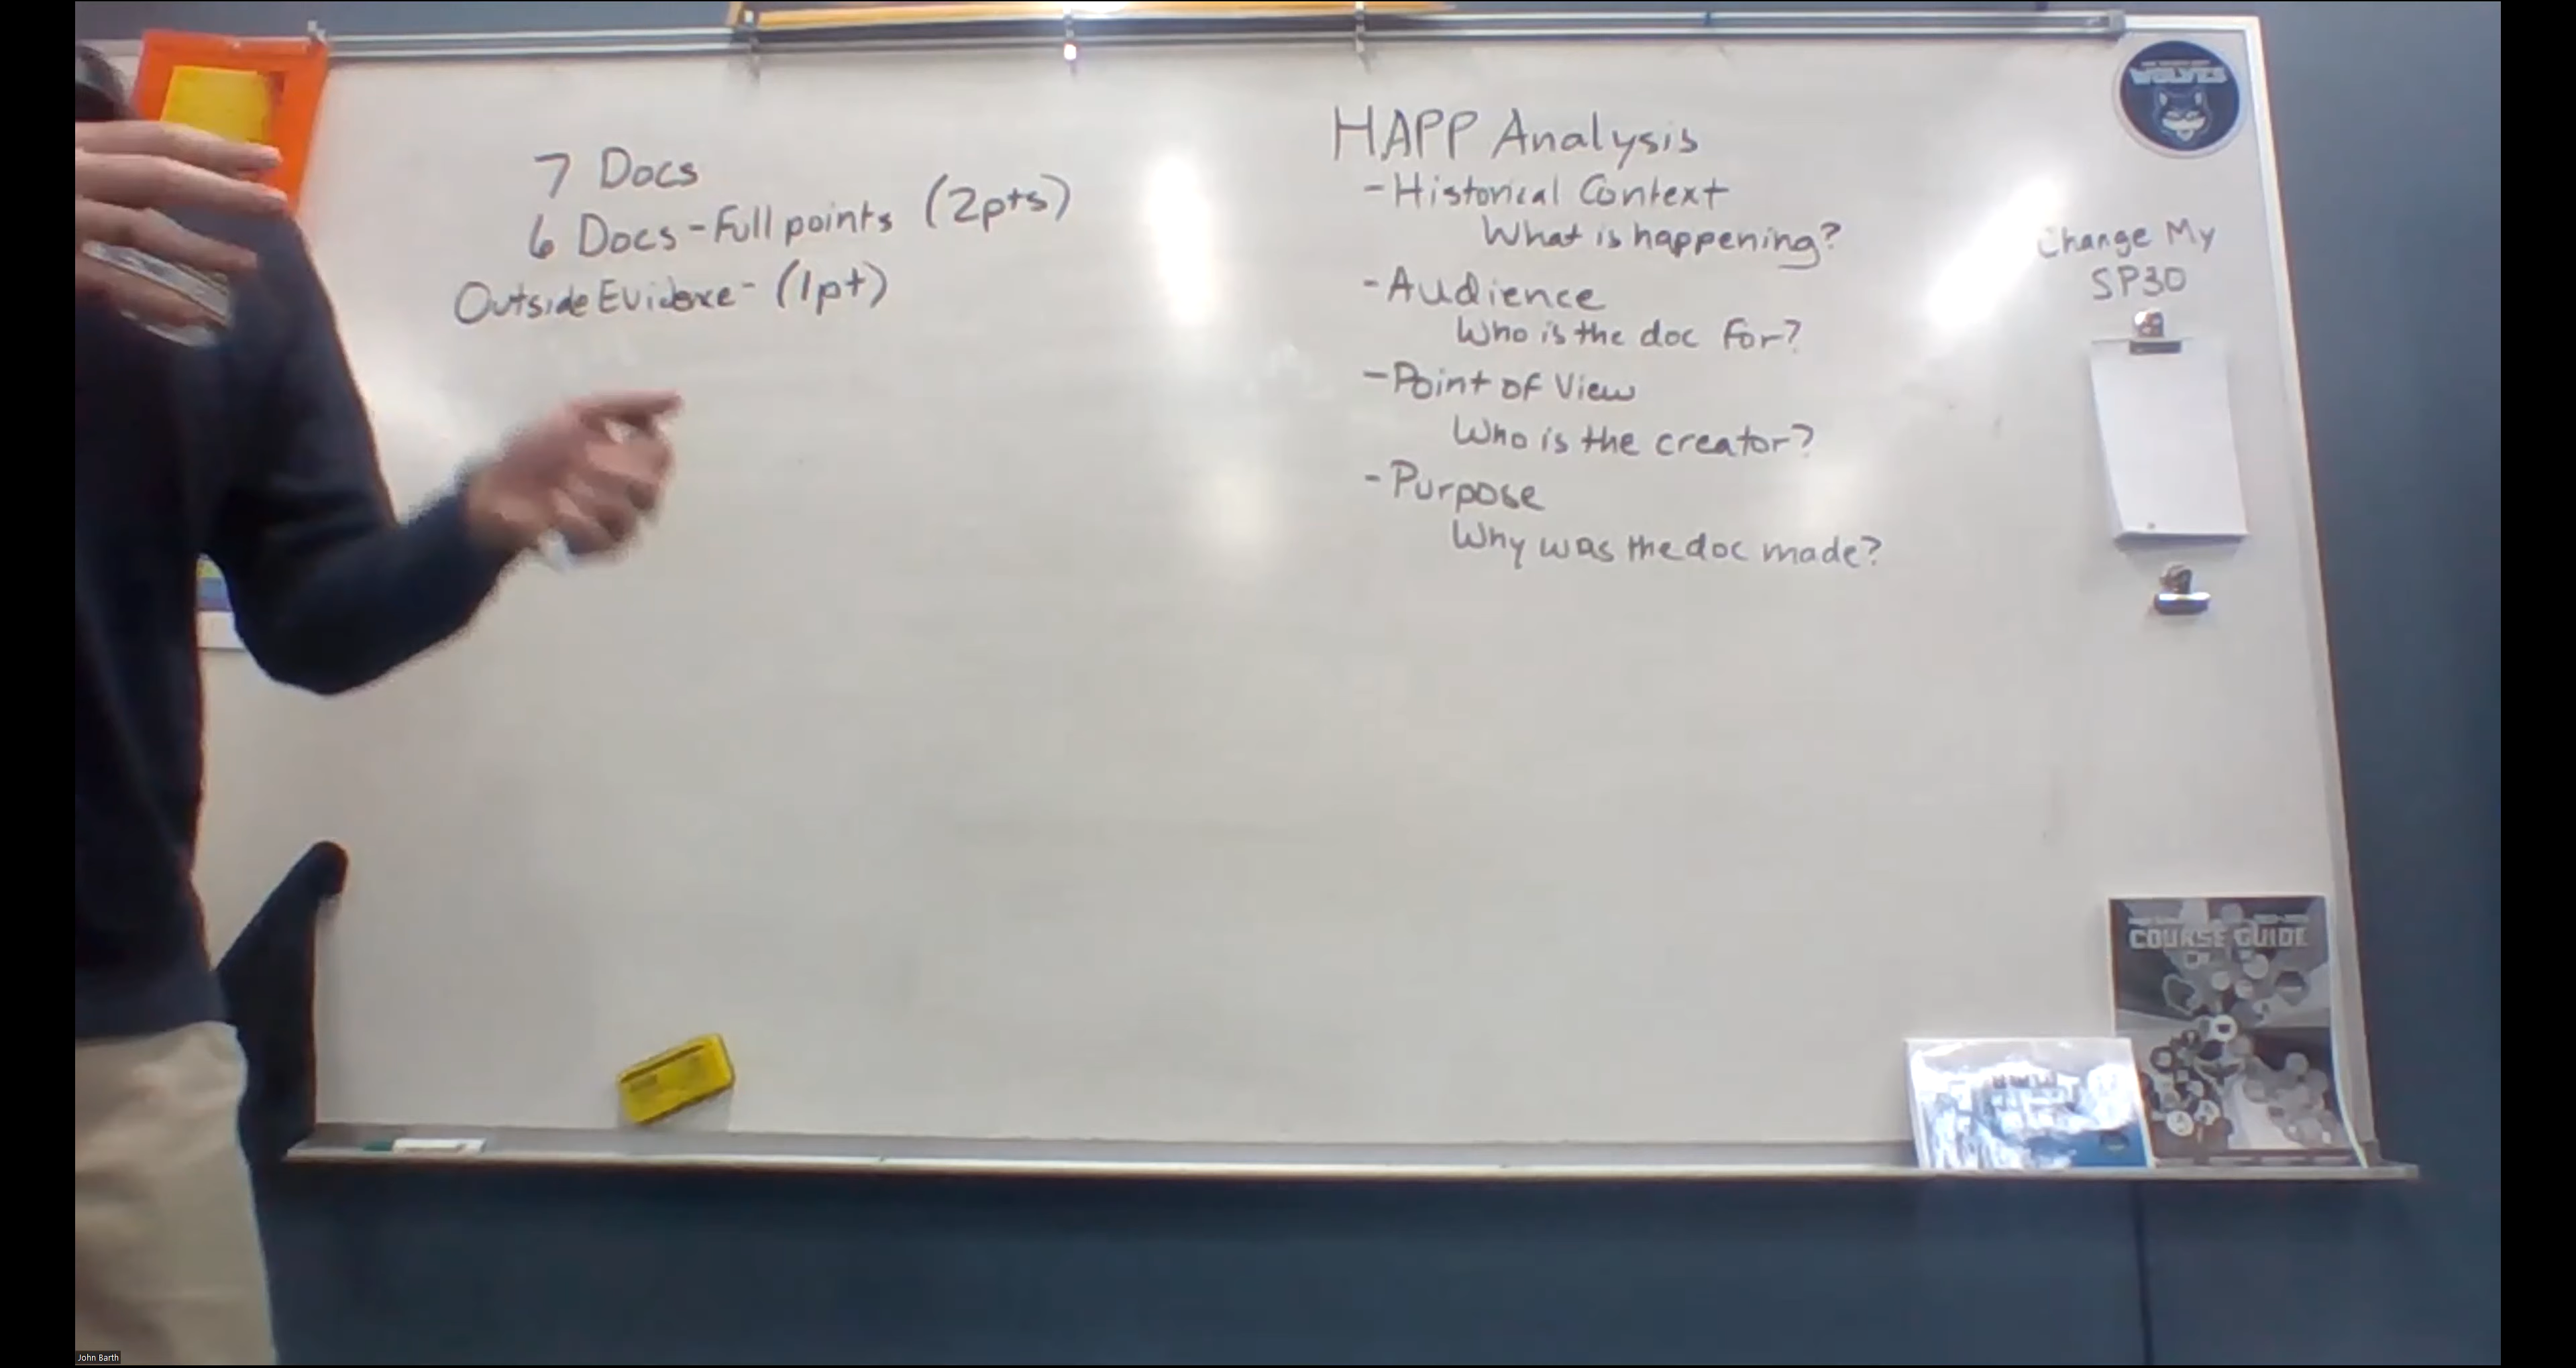 7 Docs
6 Docs - Full points (2pts)
Outside Evidence - (1pt)
HAPP Analysis
- Historical Context
What is happening?
- Audience
Who is the doc for?
- Point of View
Who is the creator?
- Purpose
Why was the doc made?
WOLVES
Change My
SP30
COURSE GUIDE
John Barth